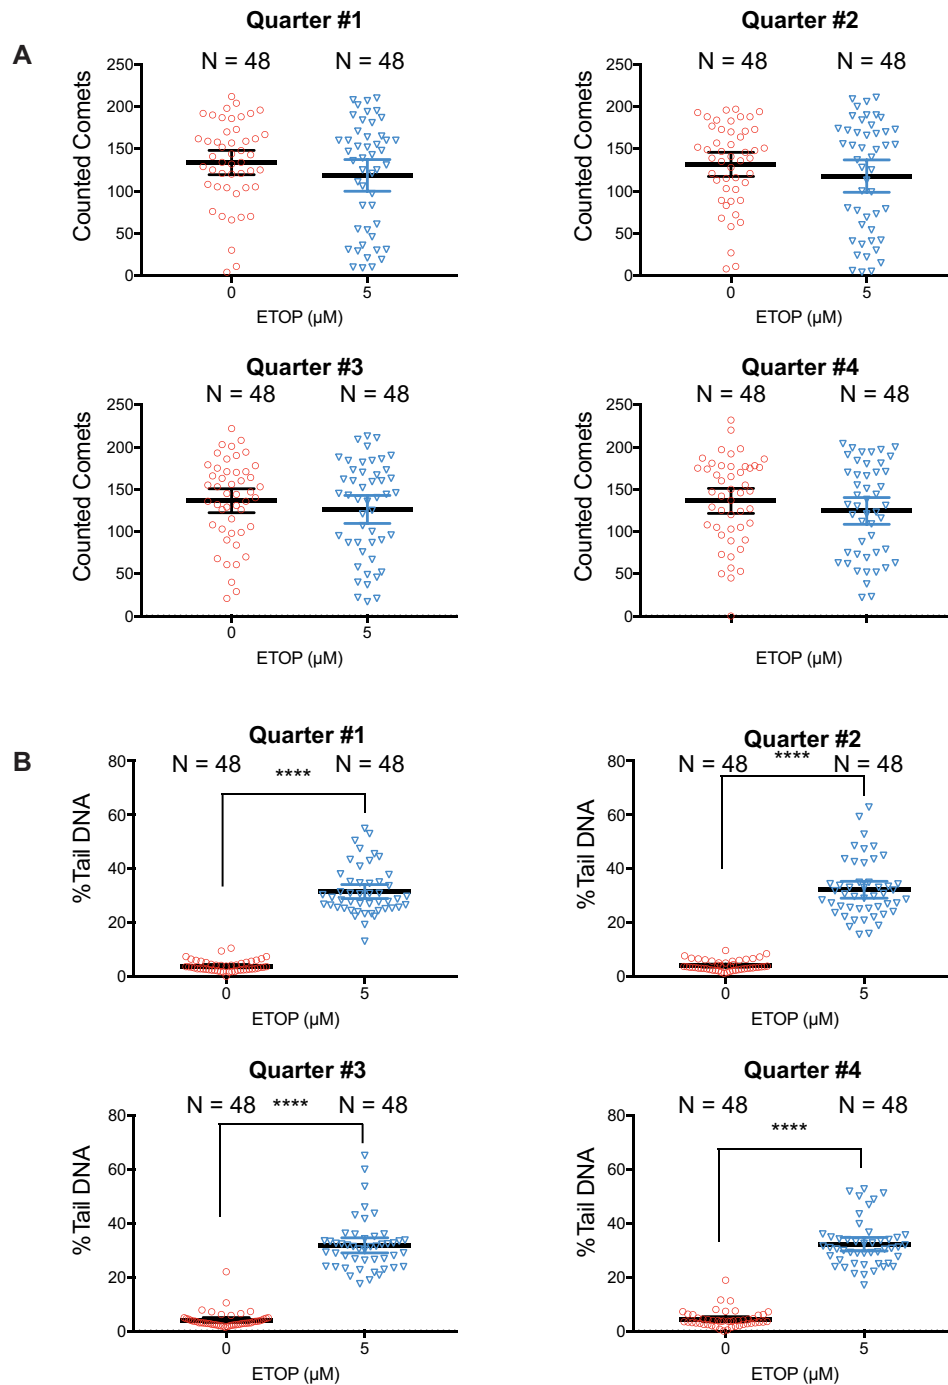 A
Quarter #1
N = 48
N = 48
Counted Comets
250
200
150
100
50
0
0
5
ETOP (µM)
Quarter #2
N = 48
N = 48
Counted Comets
250
200
150
100
50
0
0
5
ETOP (µM)
Quarter #3
N = 48
N = 48
Counted Comets
250
200
150
100
50
0
0
5
ETOP (µM)
Quarter #4
N = 48
N = 48
Counted Comets
250
200
150
100
50
0
ETOP (µM)
B
Quarter #1
N = 48
****
N = 48
%Tail DNA
80
60
40
20
0
0
5
ETOP (µM)
Quarter #2
N = 48
****
N = 48
%Tail DNA
80
60
40
20
0
0
5
ETOP (µM)
Quarter #3
N = 48
****
N = 48
%Tail DNA
80
60
40
20
0
0
5
ETOP (µM)
Quarter #4
N = 48
N = 48
****
%Tail DNA
80
60
40
20
0
0
5
ETOP (µM)